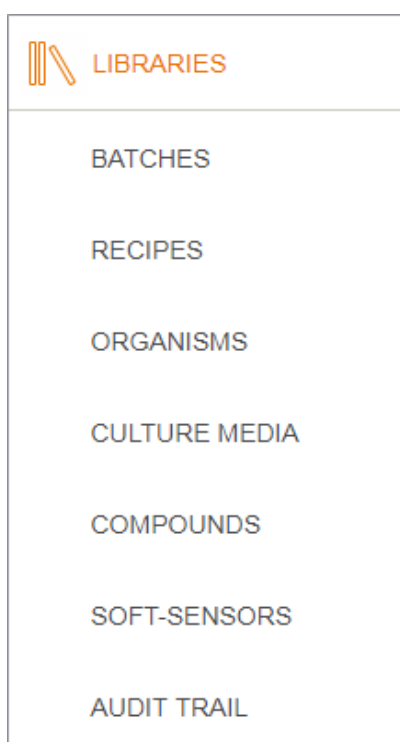 LIBRARIES
BATCHES
RECIPES
ORGANISMS
CULTURE MEDIA
COMPOUNDS
SOFT-SENSORS
AUDIT TRAIL